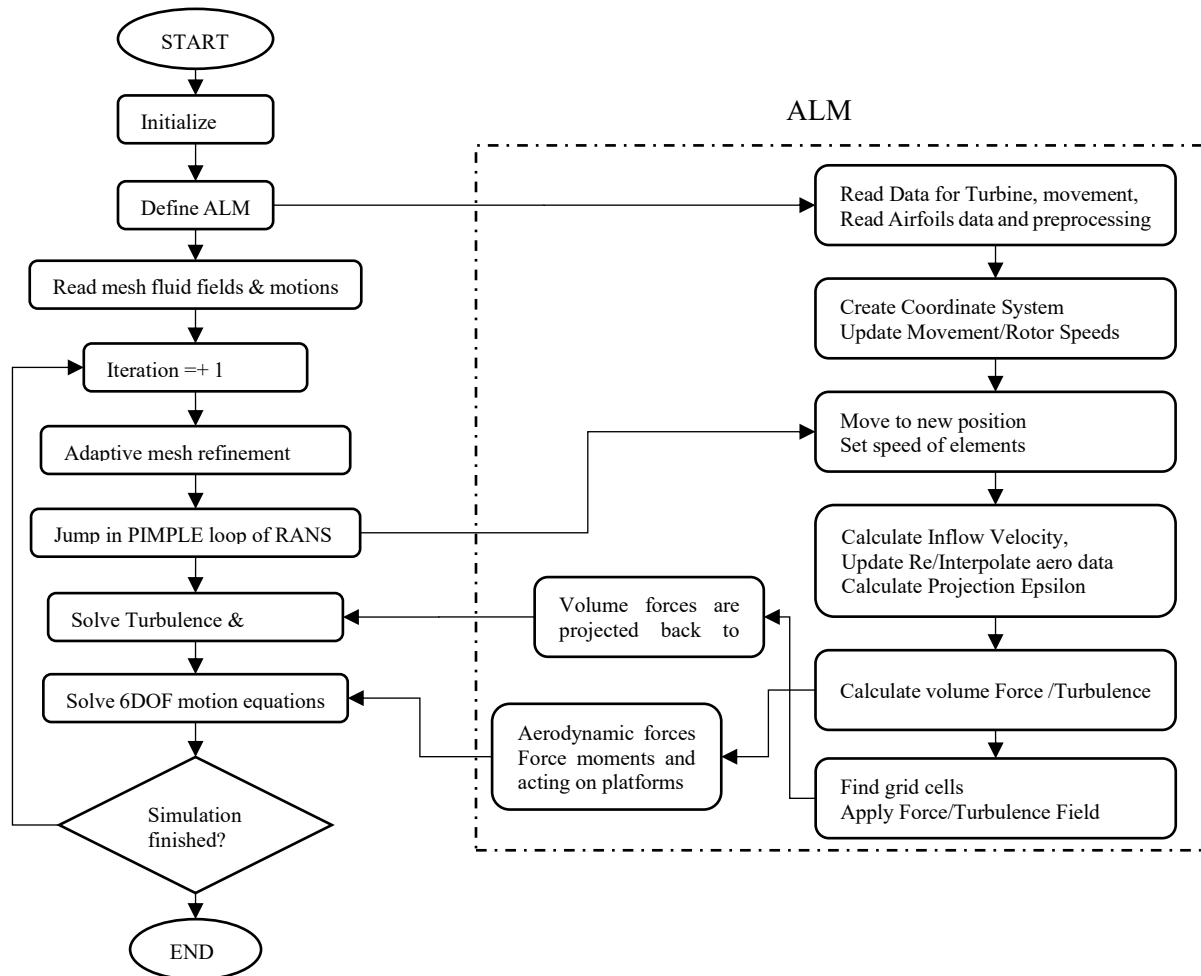 START
Initialize
Define ALM
Read mesh fluid fields & motions
Iteration =+ 1
Adaptive mesh refinement
Jump in PIMPLE loop of RANS
Solve Turbulence &
Solve 6DOF motion equations
Simulation
finished?
END
ALM
Read Data for Turbine, movement,
Read Airfoils data and preprocessing
Create Coordinate System
Update Movement/Rotor Speeds
Move to new position
Set speed of elements
Calculate Inflow Velocity,
Update Re/Interpolate aero data
Calculate Projection Epsilon
Calculate volume Force /Turbulence
Find grid cells
Apply Force/Turbulence Field
Volume forces are
projected back to
Aerodynamic forces
Force moments and
acting on platforms